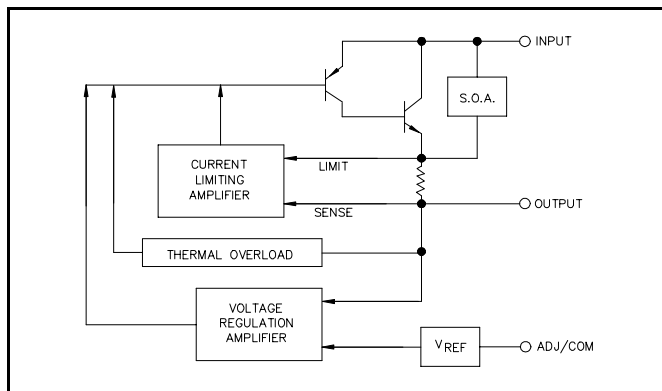 INPUT
S.O.A.
CURRENT
LIMITING
AMPLIFIER
LIMIT
SENSE
OUTPUT
THERMAL OVERLOAD
VOLTAGE
REGULATION
AMPLIFIER
VREF
ADJ/COM